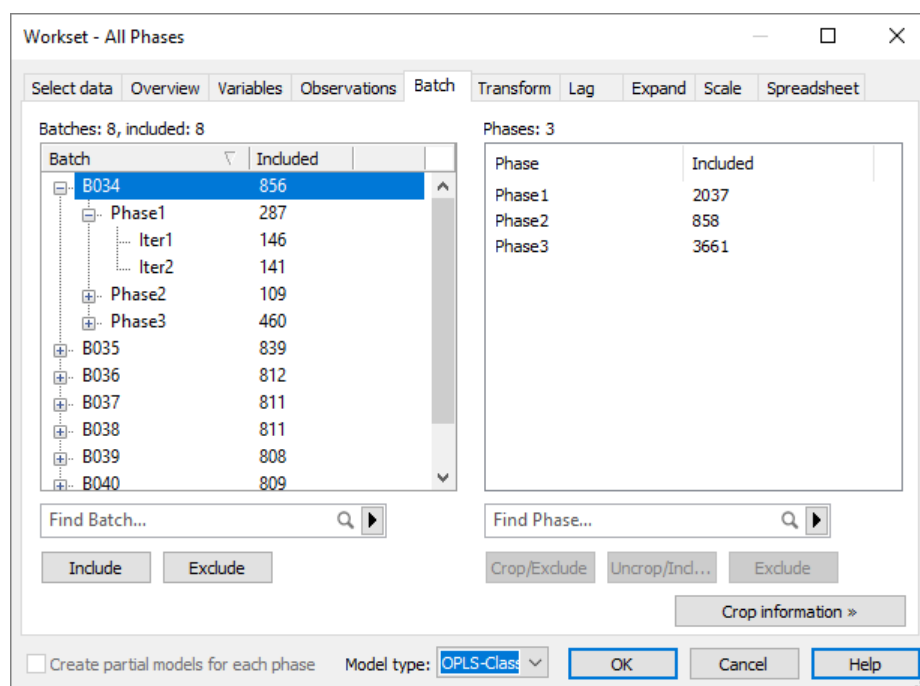 Workset - All Phases
Select data Overview Variables Observations Batch Transform Lag Expand Scale Spreadsheet
Batches: 8, included: 8
Batch Included
B034 856
Phase1 287
Iter1 146
Iter2 141
Phase2 109
Phase3 460
B035 839
B036 812
B037 811
B038 811
B039 808
B040 809
Find Batch...
Include Exclude
Phases: 3
Phase Included
Phase1 2037
Phase2 858
Phase3 3661
Find Phase...
Crop/Exclude Uncrop/Incl... Exclude
Crop information »
Create partial models for each phase Model type: OPLS-Class OK Cancel Help